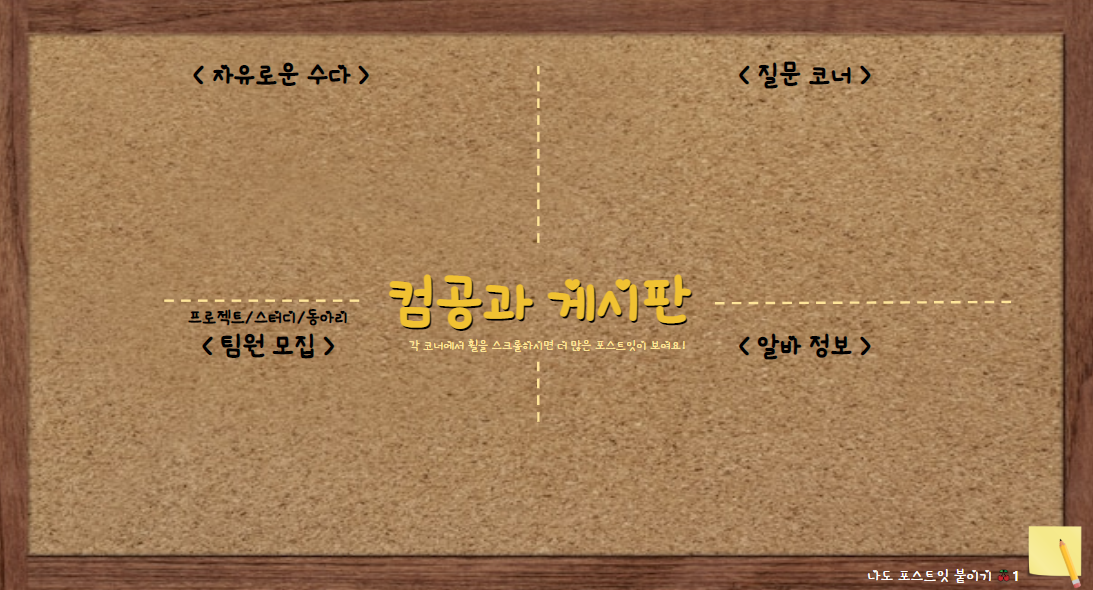 < 자유로운 수다 >
< 질문 코너 >
컴공과 게시판
각 코너에서 휠을 스크롤하시면 더 많은 포스트잇이 보여요!
프로젝트/스터디/동아리
< 팀원 모집 >
< 알바 정보 >
나도 포스트잇 붙이기 🍒1